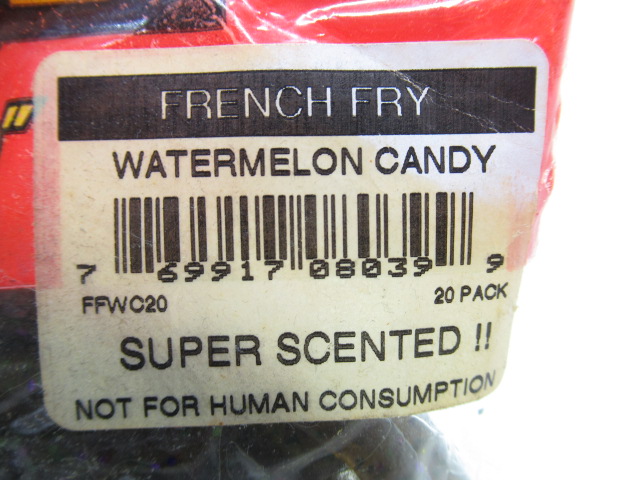 FRENCH FRY
WATERMELON CANDY
7 69917 08039 9
FFWC20 20 PACK
SUPER SCENTED !!
NOT FOR HUMAN CONSUMPTION